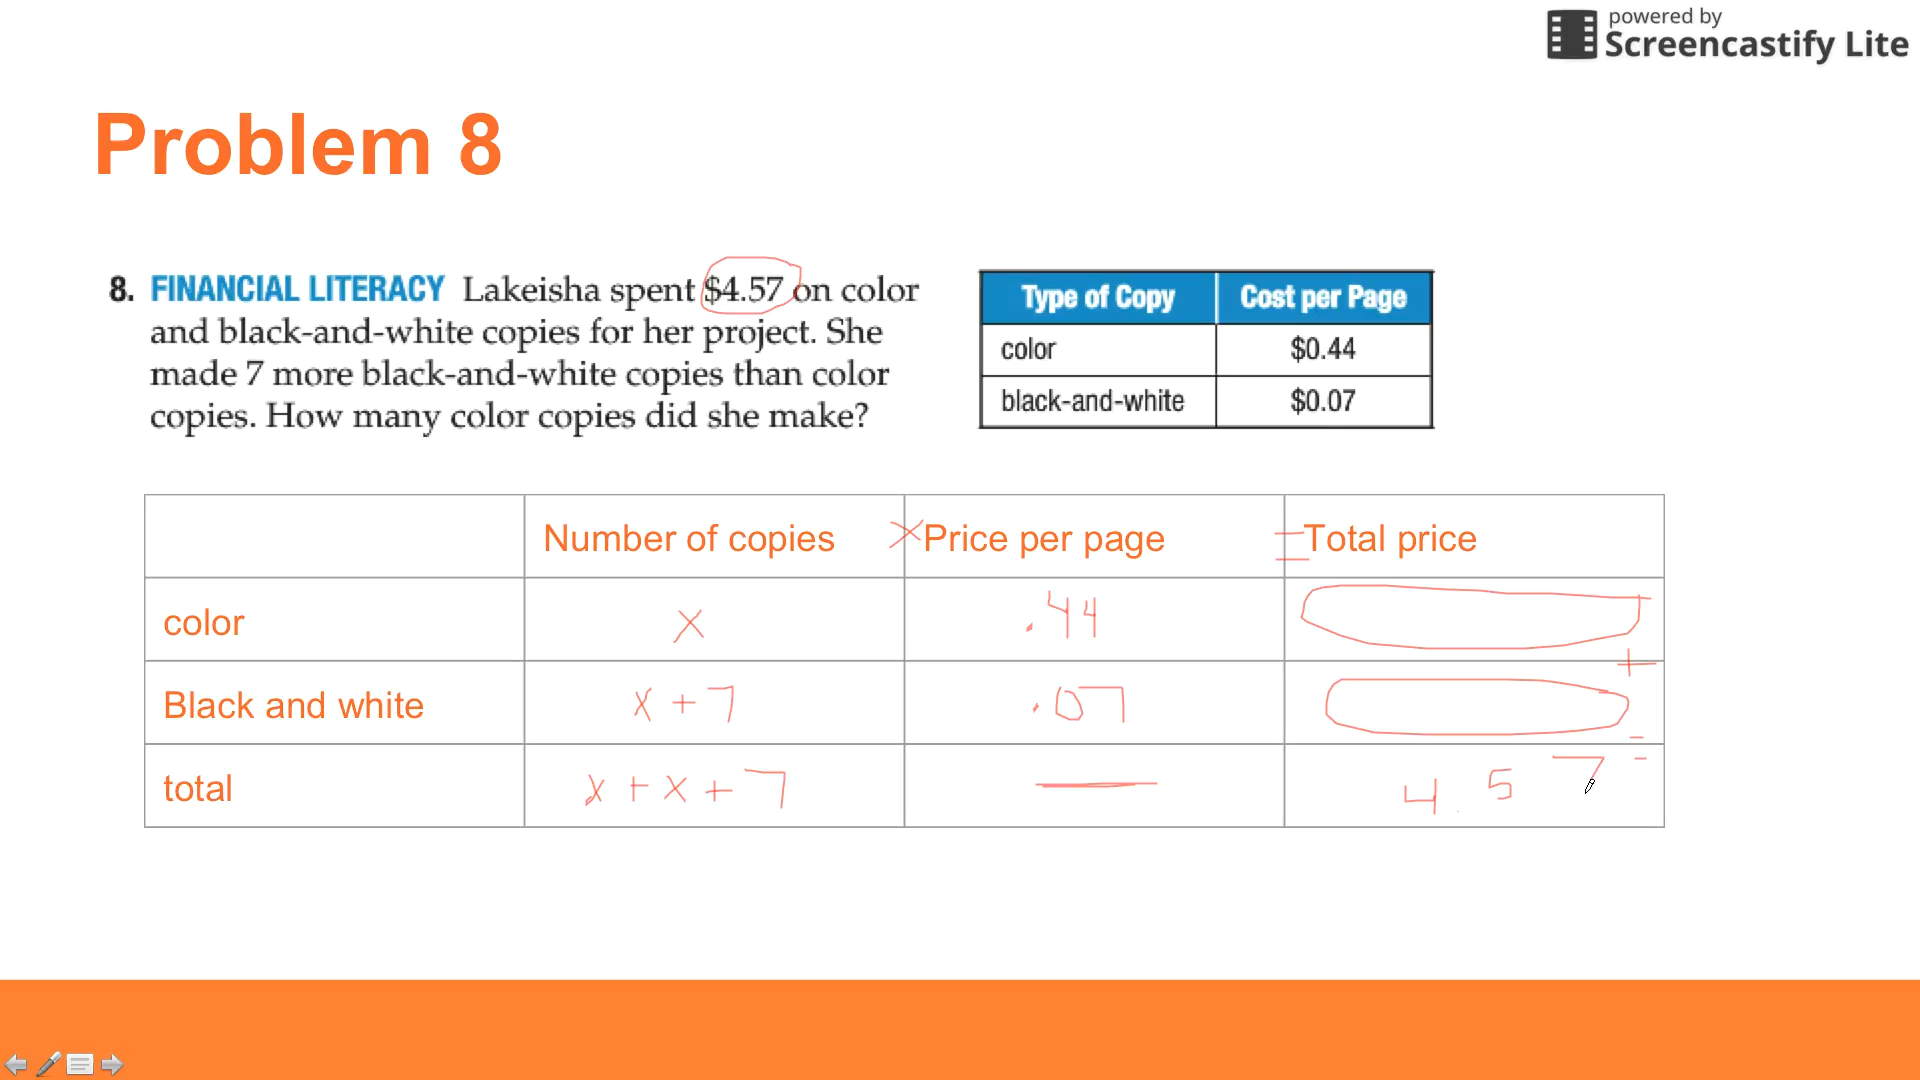 powered by
Screencastify Lite
Problem 8
8. FINANCIAL LITERACY Lakeisha spent $4.57 on color
and black-and-white copies for her project. She
made 7 more black-and-white copies than color
copies. How many color copies did she make?
Type of Copy Cost per Page
color $0.44
black-and-white $0.07
Number of copies × Price per page = Total price
color x .44
+
Black and white x + 7 .07
=
total x + x + 7 — 4.57